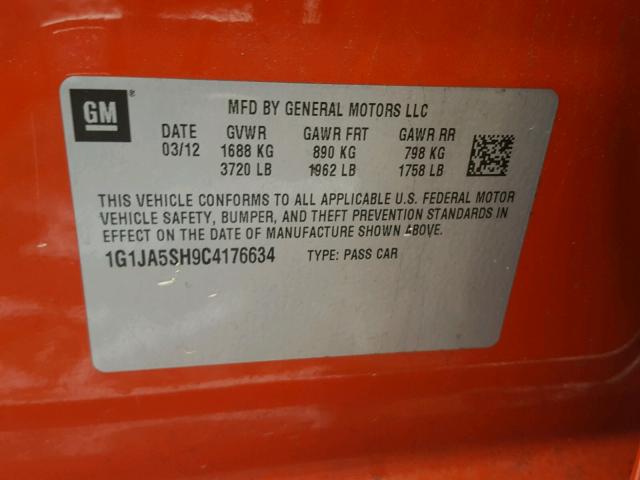 GM ®
MFD BY GENERAL MOTORS LLC
DATE GVWR GAWR FRT GAWR RR
03/12 1688 KG 890 KG 798 KG
3720 LB 1962 LB 1758 LB
THIS VEHICLE CONFORMS TO ALL APPLICABLE U.S. FEDERAL MOTOR
VEHICLE SAFETY, BUMPER, AND THEFT PREVENTION STANDARDS IN
EFFECT ON THE DATE OF MANUFACTURE SHOWN ABOVE.
1G1JA5SH9C4176634 TYPE: PASS CAR